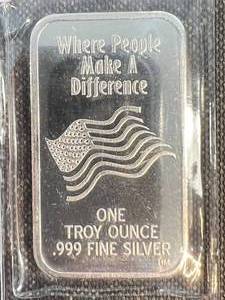 Where People
Make A
Difference
ONE
TROY OUNCE
.999 FINE SILVER